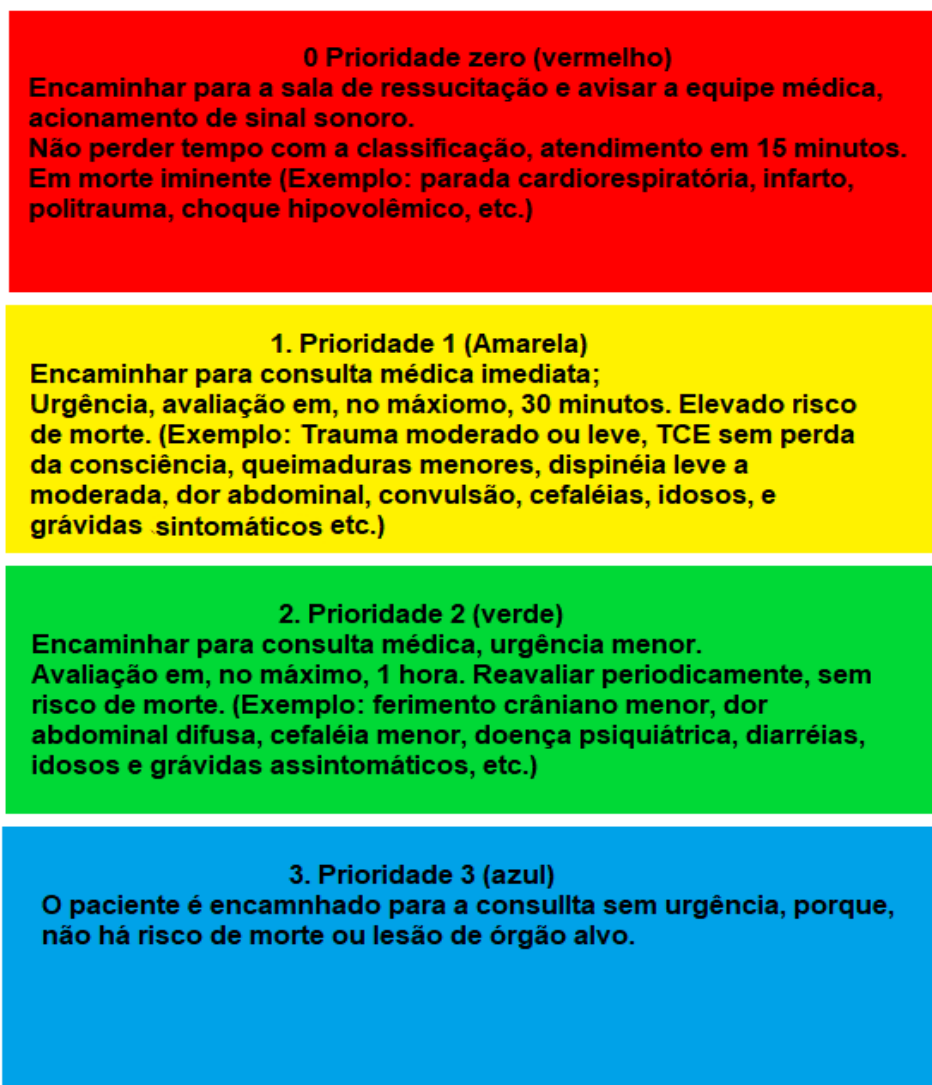 0 Prioridade zero (vermelho)
Encaminhar para a sala de ressucitação e avisar a equipe médica,
acionamento de sinal sonoro.
Não perder tempo com a classificação, atendimento em 15 minutos.
Em morte iminente (Exemplo: parada cardiorespiratória, infarto,
politrauma, choque hipovolêmico, etc.)
1. Prioridade 1 (Amarela)
Encaminhar para consulta médica imediata;
Urgência, avaliação em, no máxiomo, 30 minutos. Elevado risco
de morte. (Exemplo: Trauma moderado ou leve, TCE sem perda
da consciência, queimaduras menores, dispinéia leve a
moderada, dor abdominal, convulsão, cefaléias, idosos, e
grávidas sintomáticos etc.)
2. Prioridade 2 (verde)
Encaminhar para consulta médica, urgência menor.
Avaliação em, no máximo, 1 hora. Reavaliar periodicamente, sem
risco de morte. (Exemplo: ferimento crâniano menor, dor
abdominal difusa, cefaléia menor, doença psiquiátrica, diarréias,
idosos e grávidas assintomáticos, etc.)
3. Prioridade 3 (azul)
O paciente é encamnhado para a consullta sem urgência, porque,
não há risco de morte ou lesão de órgão alvo.